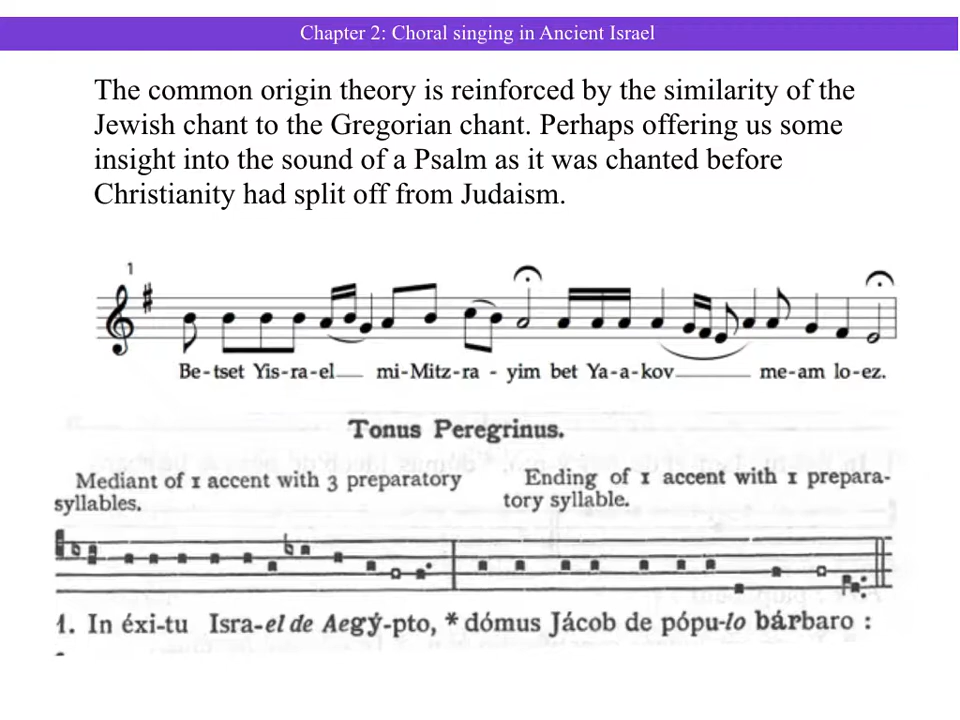 Chapter 2: Choral singing in Ancient Israel
The common origin theory is reinforced by the similarity of the
Jewish chant to the Gregorian chant. Perhaps offering us some
insight into the sound of a Psalm as it was chanted before
Christianity had split off from Judaism.
1
Be-tset Yis-ra-el mi-Mitz-ra - yim bet Ya-a-kov me-am lo-ez.
Tonus Peregrinus.
Mediant of 1 accent with 3 preparatory
syllables.
Ending of 1 accent with 1 prepara-
tory syllable.
1. In éxi-tu Isra-el de Aegý-pto, * dómus Jácob de pópu-lo bárbaro :